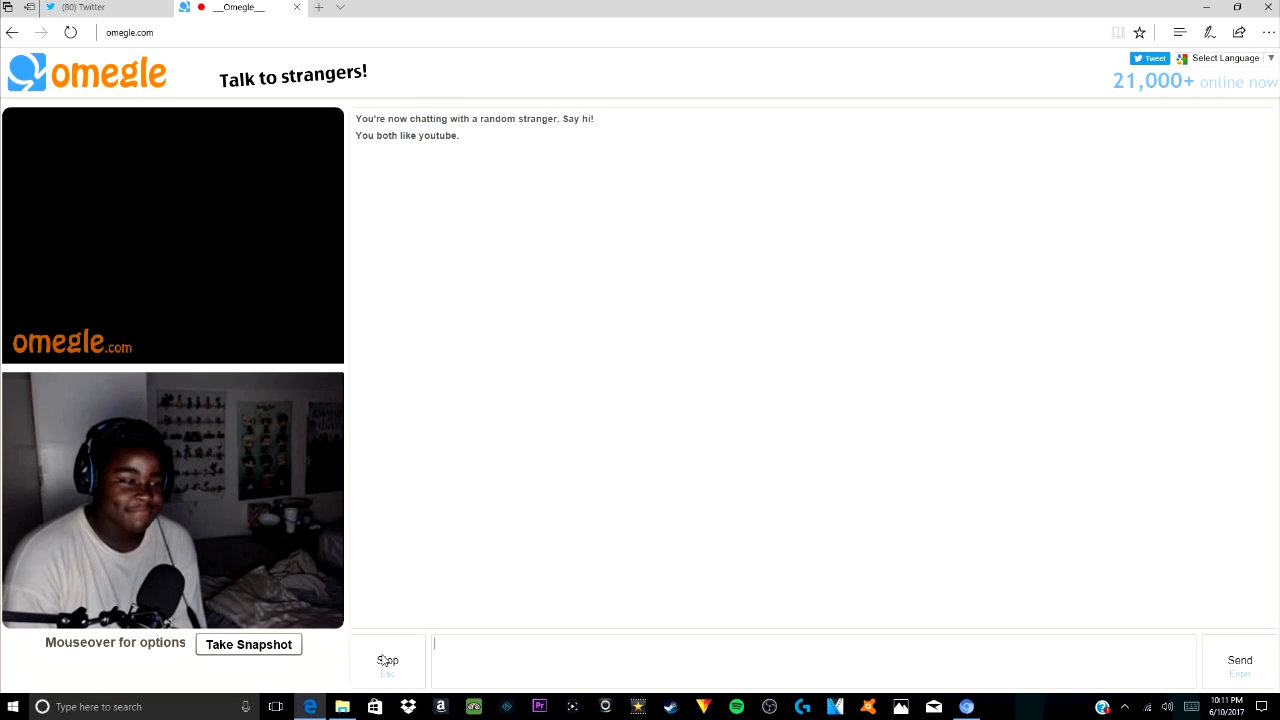 (80) Twitter
__Omegle__
omegle.com
omegle
Talk to strangers!
Tweet
Select Language
21,000+ online now
You're now chatting with a random stranger. Say hi!
You both like youtube.
omegle.com
Mouseover for options
Take Snapshot
Stop
Esc
Send
Enter
Type here to search
10:11 PM
6/10/2017